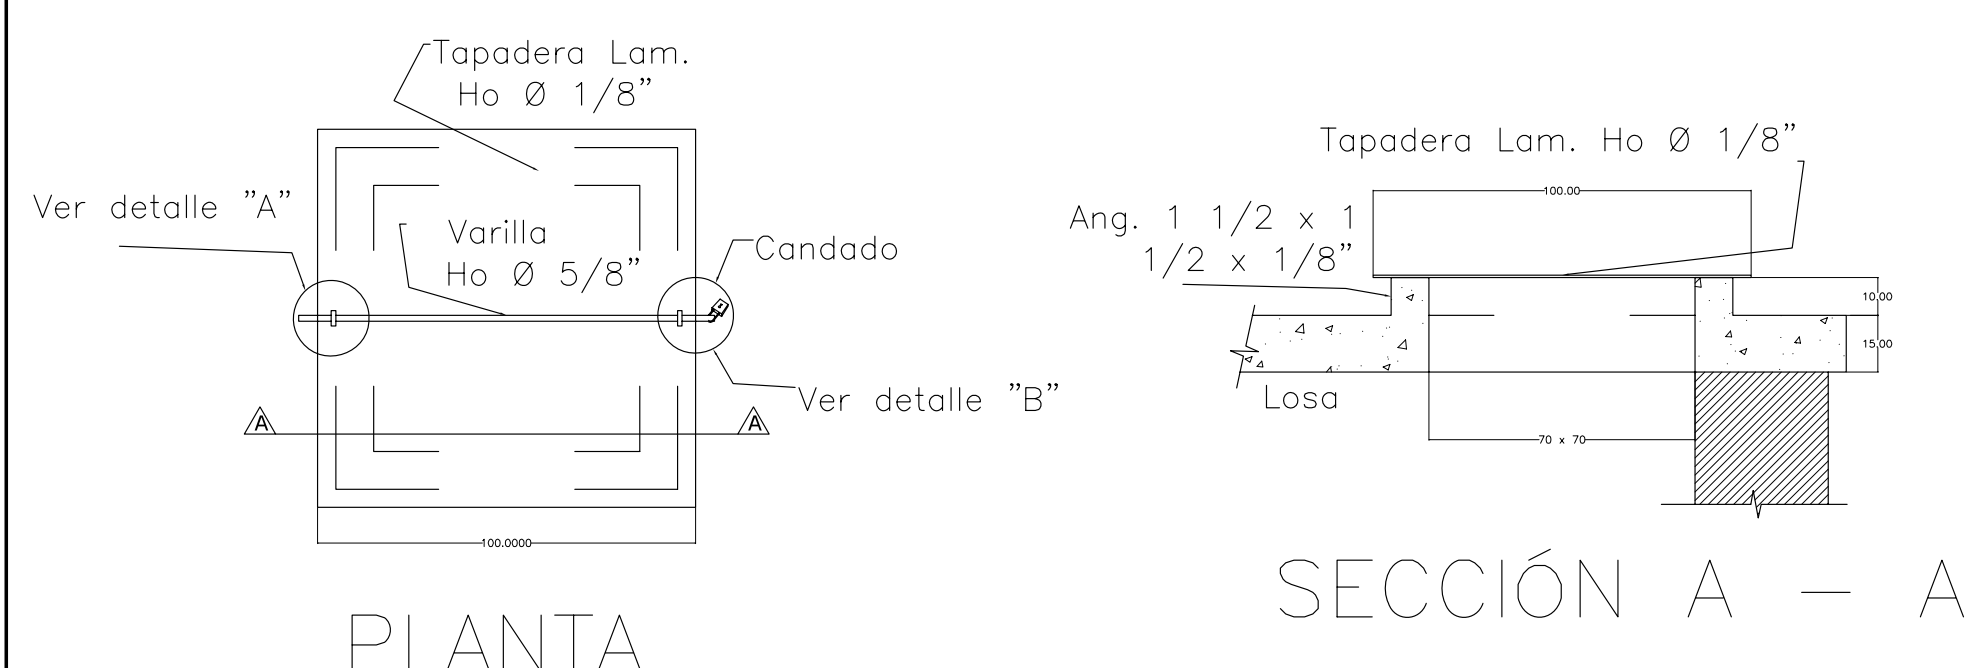 Tapadera Lam.
Ho Ø 1/8”
Ver detalle ”A”
Varilla
Ho Ø 5/8”
Candado
Ver detalle ”B”
A
A
100.0000
PLANTA
Tapadera Lam. Ho Ø 1/8”
100.00
Ang. 1 1/2 x 1
1/2 x 1/8”
10.00
15.00
Losa
70 x 70
SECCIÓN A – A